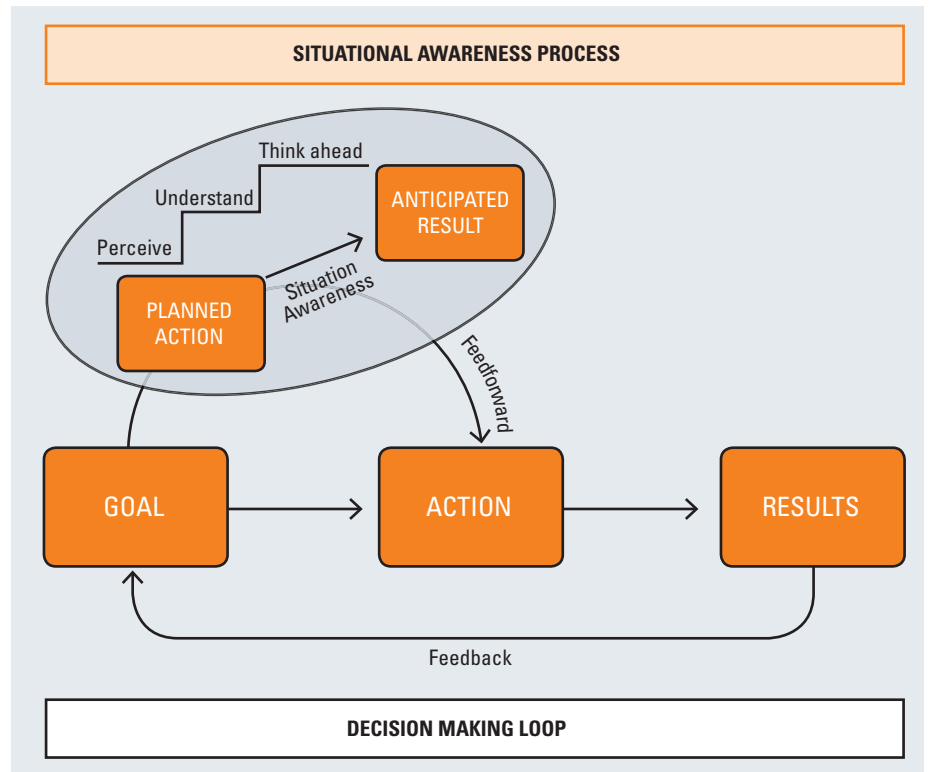 SITUATIONAL AWARENESS PROCESS
Think ahead
Understand
Perceive
ANTICIPATED
RESULT
Situation
Awareness
PLANNED
ACTION
Feedforward
GOAL
ACTION
RESULTS
Feedback
DECISION MAKING LOOP